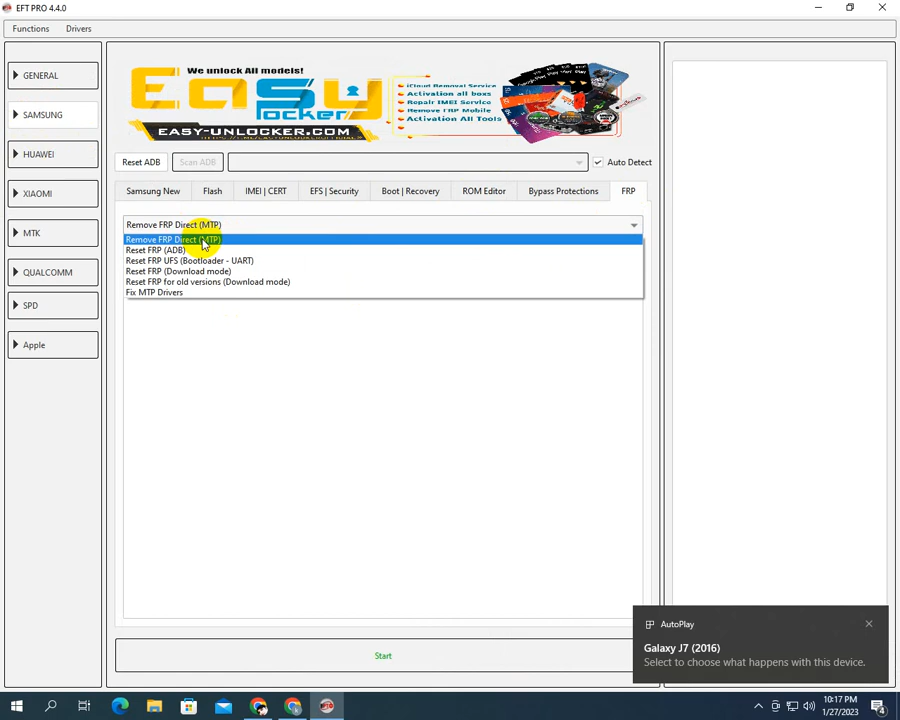 EFT PRO 4.4.0
Functions Drivers
GENERAL
SAMSUNG
HUAWEI
XIAOMI
MTK
QUALCOMM
SPD
Apple
We unlock All models!
Easy
locker
EASY-UNLOCKER.COM
iCloud Removal Service
Activation all boxs
Repair IMEI Service
Remove FRP Mobile
Activation All Tools
Reset ADB Scan ADB Auto Detect
Samsung New Flash IMEI | CERT EFS | Security Boot | Recovery ROM Editor Bypass Protections FRP
Remove FRP Direct (MTP)
Remove FRP Direct (MTP)
Reset FRP (ADB)
Reset FRP UFS (Bootloader - UART)
Reset FRP (Download mode)
Reset FRP for old versions (Download mode)
Fix MTP Drivers
Start
AutoPlay
Galaxy J7 (2016)
Select to choose what happens with this device.
10:17 PM
1/27/2023
4